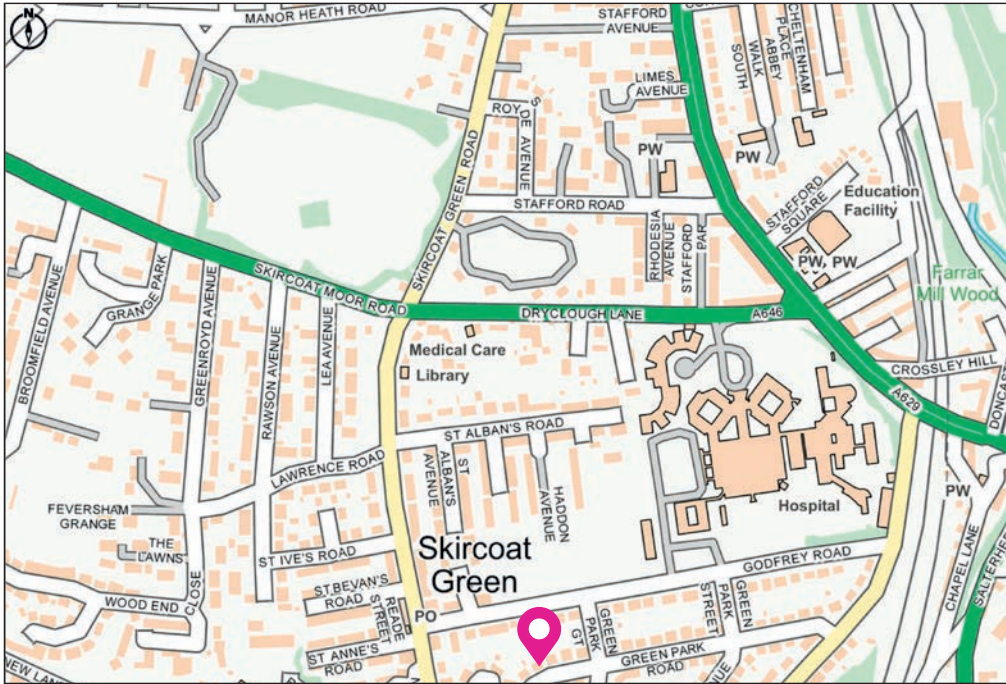 N
MANOR HEATH ROAD
STAFFORD
AVENUE
CHELTENHAM
PLACE
ABBEY
WALK
SOUTH
LIMES
AVENUE
ROYDE AVENUE
S
PW
PW
SKIRCOAT GREEN ROAD
STAFFORD ROAD
STAFFORD
SQUARE
Education
Facility
RHODESIA
AVENUE
STAFFORD
PAR
PW, PW
Farrar
Mill Wood
BROOMFIELD AVENUE
GRANGE PARK
GREENROYD AVENUE
SKIRCOAT MOOR ROAD
DRYCLOUGH LANE
A646
RAWSON AVENUE
LEA AVENUE
Medical Care
Library
CROSSLEY HILL
A629
ST ALBAN'S ROAD
LAWRENCE ROAD
ST
ALBAN'S
AVENUE
HADDON
AVENUE
Hospital
PW
FEVERSHAM
GRANGE
THE
LAWNS
ST IVE'S ROAD
Skircoat
Green
GODFREY ROAD
CHAPEL LANE
WOOD END
CLOSE
ST BEVAN'S
ROAD
READE
STREET
PO
GREEN
PARK
GT
GREEN
PARK
STREET
ST ANNE'S
ROAD
GREEN PARK
ROAD
NEW LANE